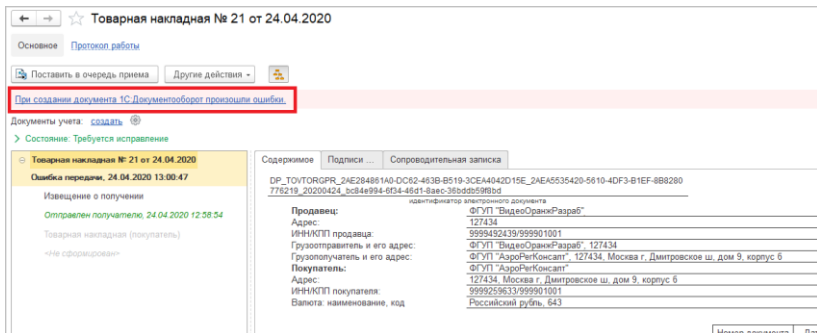 Товарная накладная № 21 от 24.04.2020
Основное Протокол работы
Поставить в очередь приема Другие действия
При создании документа 1С:Документооборот произошли ошибки.
Документы учета: создать
Состояние: Требуется исправление
Товарная накладная № 21 от 24.04.2020
Ошибка передачи, 24.04.2020 13:00:47
Извещение о получении
Отправлен получателю, 24.04.2020 12:58:54
Товарная накладная (покупатель)
<Не сформирован>
Содержимое Подписи ... Сопроводительная записка
DP_TOVTORGPR_2AE284861A0-DC62-463B-B519-3CEA4042D15E_2AEA5535420-5610-4DF3-B1EF-8B8280
776219_20200424_bc84e994-6f34-46d1-8aec-36bddb59f8bd
идентификатор электронного документа
Продавец: ФГУП "ВидеоОранжРазраб"
Адрес: 127434
ИНН/КПП продавца: 9999492439/999901001
Грузоотправитель и его адрес: ФГУП "ВидеоОранжРазраб", 127434
Грузополучатель и его адрес: ФГУП "АэроРегКонсалт", 127434, Москва г, Дмитровское ш, дом 9, корпус 6
Покупатель: ФГУП "АэроРегКонсалт"
Адрес: 127434, Москва г, Дмитровское ш, дом 9, корпус 6
ИНН/КПП покупателя: 9999259633/999901001
Валюта: наименование, код Российский рубль, 643
Номер документа